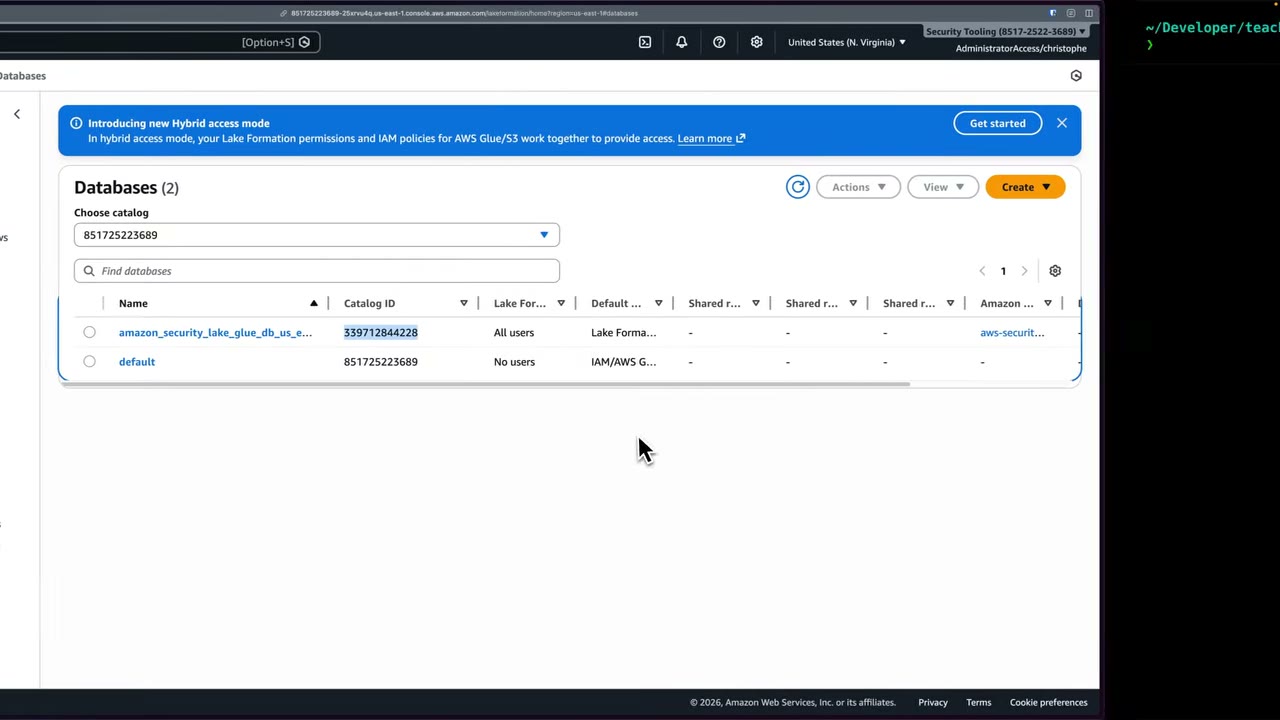 851725223689-25xrvu4q.us-east-1.console.aws.amazon.com/lakeformation/home?region=us-east-1#databases
~/Developer/teach
❯
[Option+S]
United States (N. Virginia)
Security Tooling (8517-2522-3689)
AdministratorAccess/christophe
Databases
Introducing new Hybrid access mode
In hybrid access mode, your Lake Formation permissions and IAM policies for AWS Glue/S3 work together to provide access. Learn more
Get started
Databases (2)
Actions
View
Create
Choose catalog
851725223689
Find databases
1
Name Catalog ID Lake For... Default ... Shared r... Shared r... Shared r... Amazon ...
amazon_security_lake_glue_db_us_e... 339712844228 All users Lake Forma... - - - aws-securit... -
default 851725223689 No users IAM/AWS G... - - - - -
© 2026, Amazon Web Services, Inc. or its affiliates. Privacy Terms Cookie preferences